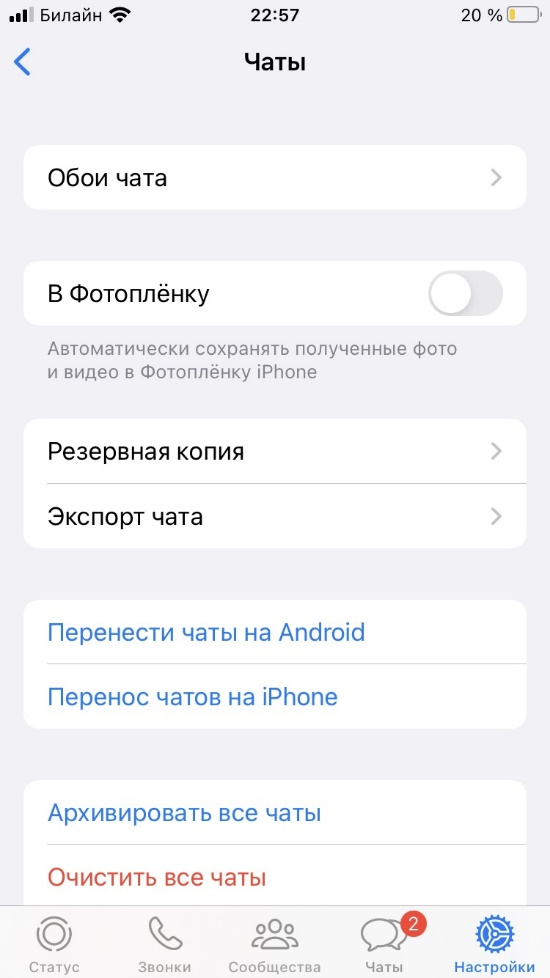 Билайн 22:57 20 %
Чаты
Обои чата
В Фотоплёнку
Автоматически сохранять полученные фото
и видео в Фотоплёнку iPhone
Резервная копия
Экспорт чата
Перенести чаты на Android
Перенос чатов на iPhone
Архивировать все чаты
Очистить все чаты
2
Статус Звонки Сообщества Чаты Настройки